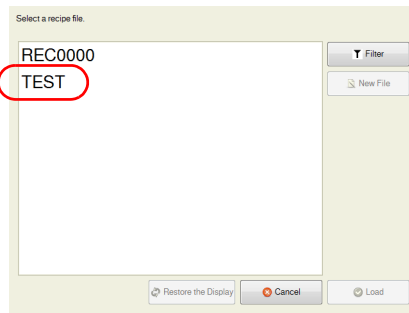 Select a recipe file.
REC0000
TEST
Filter
New File
Restore the Display
Cancel
Load